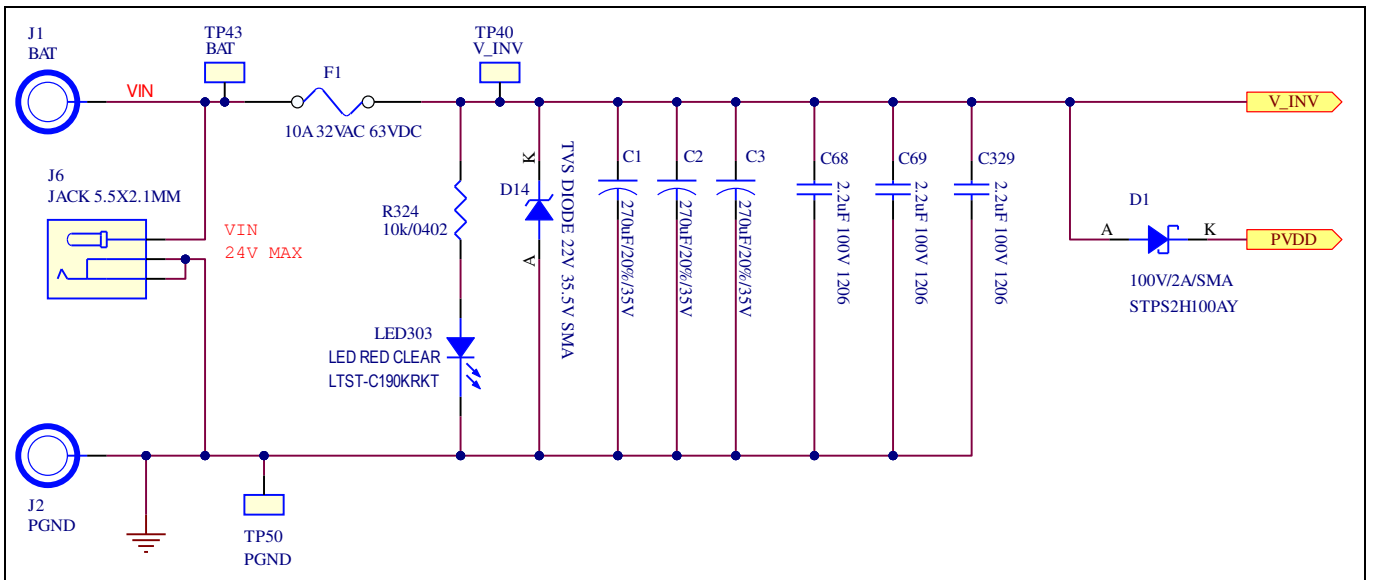 J1
BAT
VIN
TP43
BAT
F1
10A 32VAC 63VDC
TP40
V_INV
V_INV
J6
JACK 5.5X2.1MM
VIN
24V MAX
R324
10k/0402
LED303
LED RED CLEAR
LTST-C190KRKT
K
D14
A
TVS DIODE 22V 35.5V SMA
C1
270uF/20%/35V
C2
270uF/20%/35V
C3
270uF/20%/35V
C68
2.2uF 100V 1206
C69
2.2uF 100V 1206
C329
2.2uF 100V 1206
D1
A
K
PVDD
100V/2A/SMA
STPS2H100AY
J2
PGND
TP50
PGND